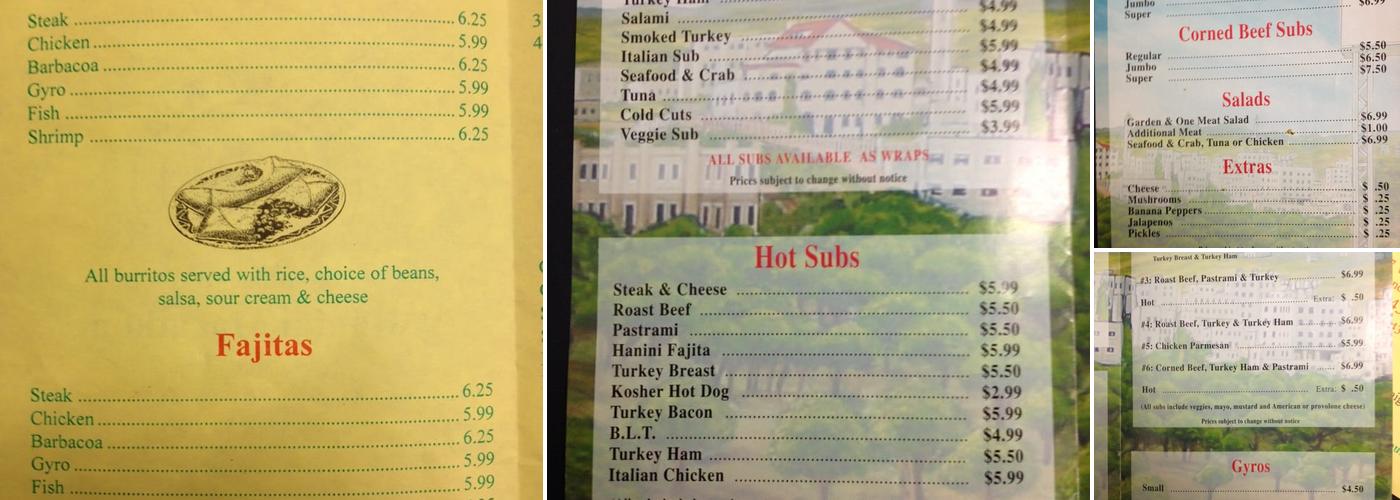 Steak 6.25
Chicken 5.99
Barbacoa 6.25
Gyro 5.99
Fish 5.99
Shrimp 6.25
3
4
All burritos served with rice, choice of beans,
salsa, sour cream & cheese
Fajitas
Steak 6.25
Chicken 5.99
Barbacoa 6.25
Gyro 5.99
Fish 5.99
Turkey Ham $4.99
Salami $4.99
Smoked Turkey $5.99
Italian Sub $4.99
Seafood & Crab $4.99
Tuna $5.99
Cold Cuts $3.99
Veggie Sub
ALL SUBS AVAILABLE AS WRAPS
Prices subject to change without notice
Hot Subs
Steak & Cheese $5.99
Roast Beef $5.50
Pastrami $5.50
Hanini Fajita $5.99
Turkey Breast $5.50
Kosher Hot Dog $2.99
Turkey Bacon $5.99
B.L.T. $4.99
Turkey Ham $5.50
Italian Chicken $5.99
Jumbo $6.99
Super
Corned Beef Subs
Regular $5.50
Jumbo $6.50
Super $7.50
Salads
Garden & One Meat Salad $6.99
Additional Meat $1.00
Seafood & Crab, Tuna or Chicken $6.99
Extras
Cheese $ .50
Mushrooms $ .25
Banana Peppers $ .25
Jalapenos $ .25
Pickles $ .25
Turkey Breast & Turkey Ham
#3: Roast Beef, Pastrami & Turkey $6.99
Hot Extra: $ .50
#4: Roast Beef, Turkey & Turkey Ham $6.99
#5: Chicken Parmesan $5.99
#6: Corned Beef, Turkey Ham & Pastrami $6.99
Hot Extra: $ .50
(All subs include veggies, mayo, mustard and American or provolone cheese)
Prices subject to change without notice
Gyros
Small $4.50